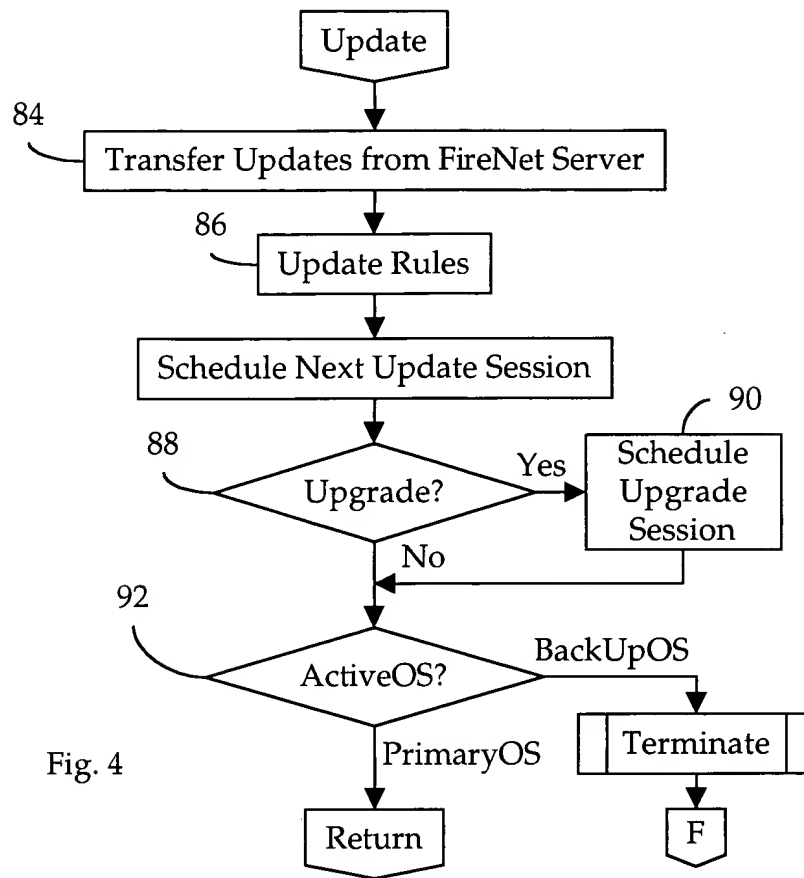 Update
84
Transfer Updates from FireNet Server
86
Update Rules
Schedule Next Update Session
90
88
Upgrade?
Yes
Schedule
Upgrade
Session
No
92
ActiveOS?
BackUpOS
Terminate
PrimaryOS
Fig. 4
Return
F